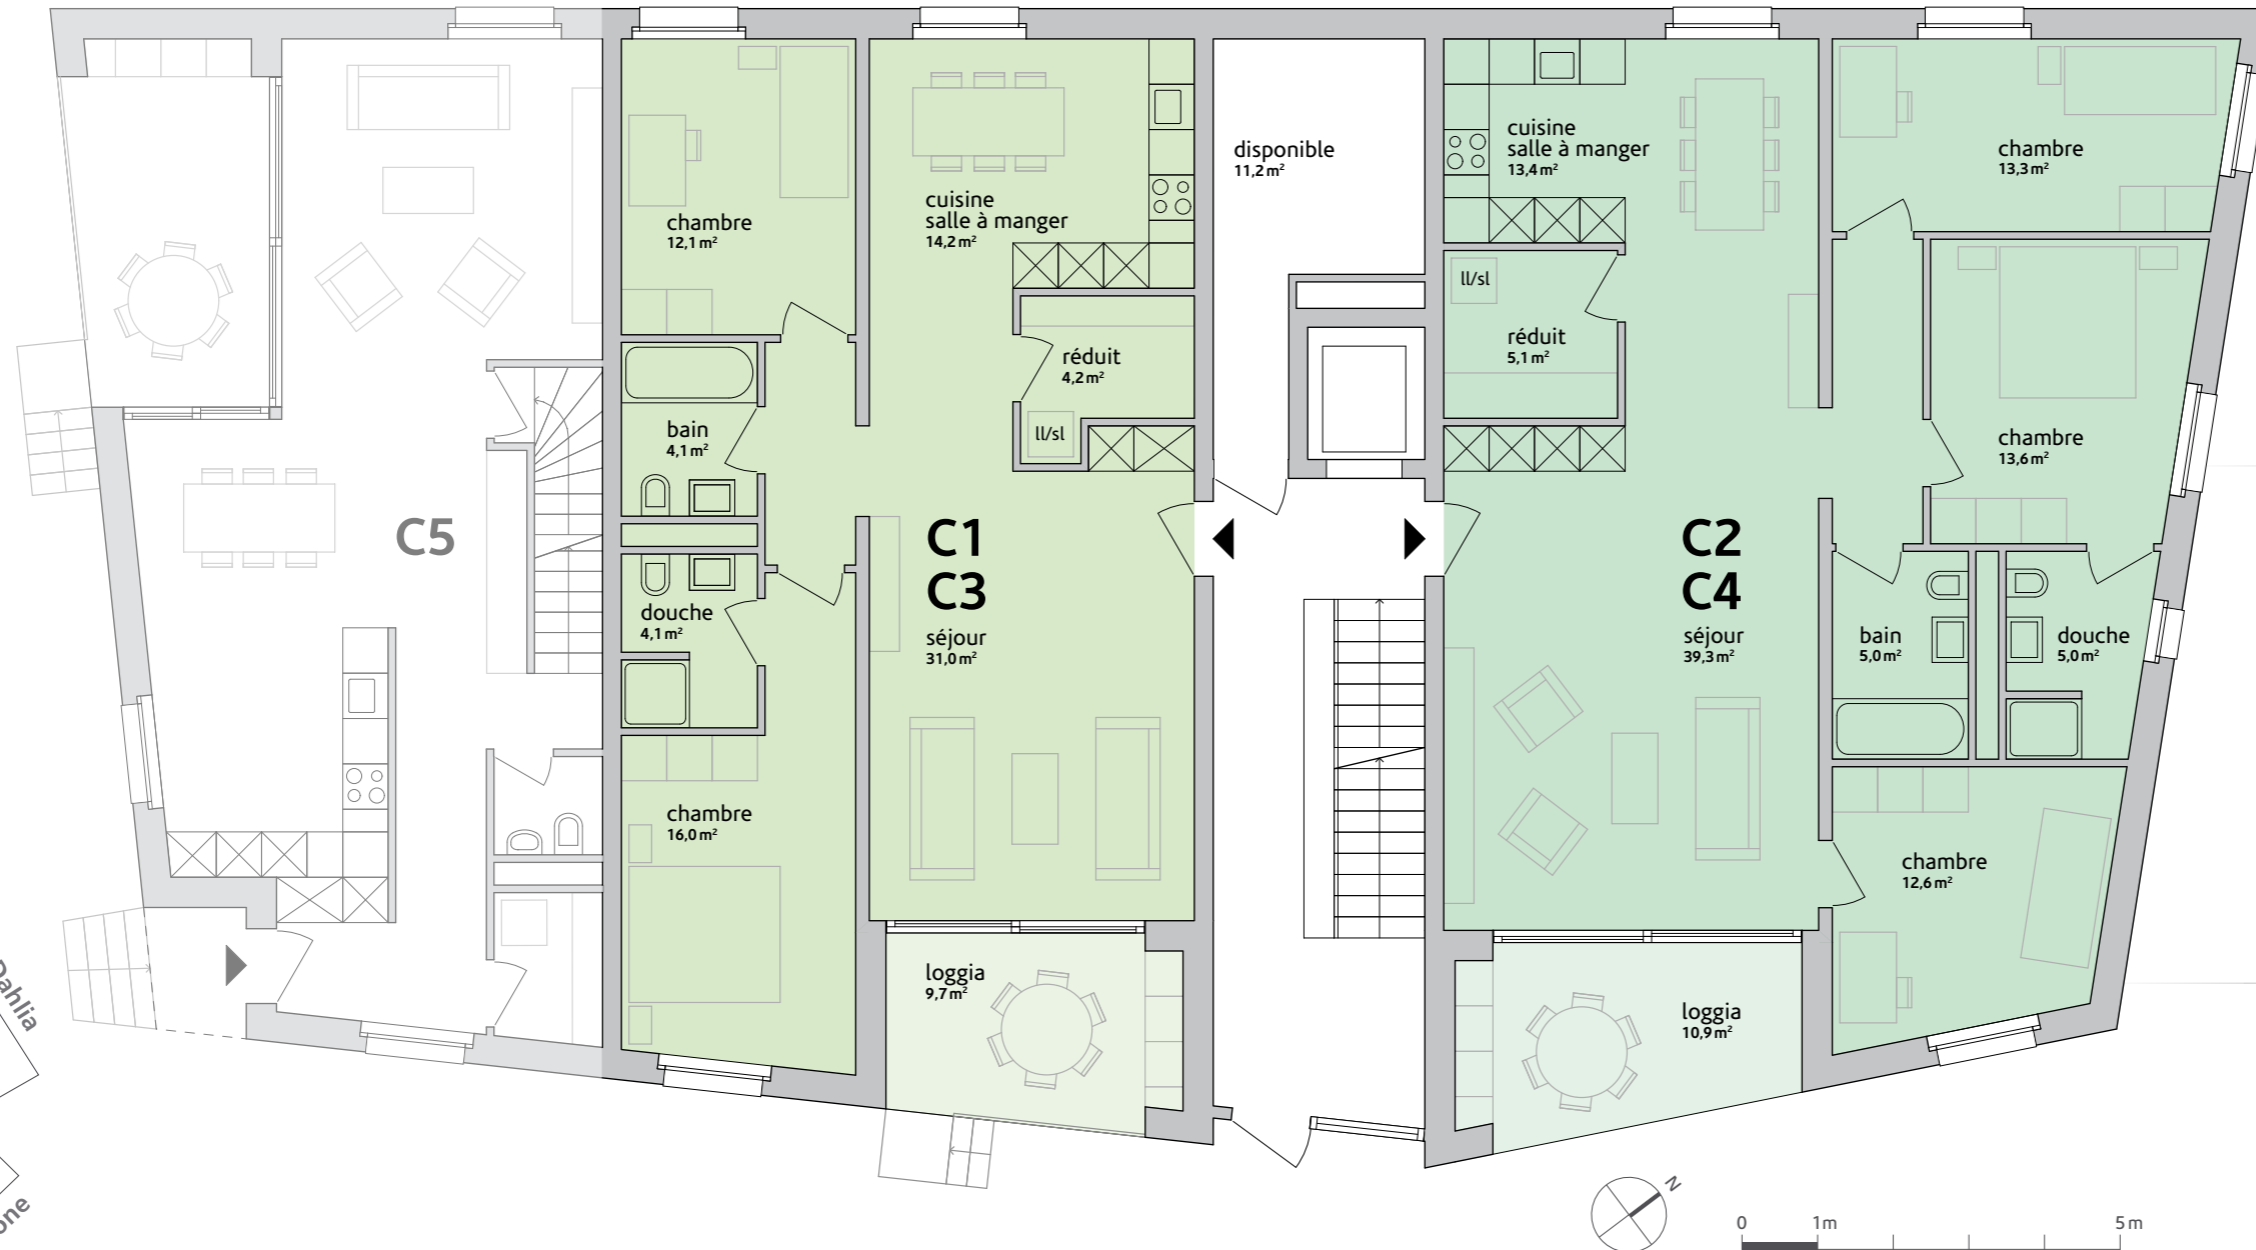 C5
chambre
12,1 m²
cuisine
salle à manger
14,2 m²
réduit
4,2 m²
ll/sl
bain
4,1 m²
douche
4,1 m²
C1
C3
séjour
31,0 m²
chambre
16,0 m²
loggia
9,7 m²
disponible
11,2 m²
cuisine
salle à manger
13,4 m²
ll/sl
réduit
5,1 m²
C2
C4
séjour
39,3 m²
chambre
13,3 m²
chambre
13,6 m²
bain
5,0 m²
douche
5,0 m²
chambre
12,6 m²
loggia
10,9 m²
Dahlia
one
N
0 1m 5m